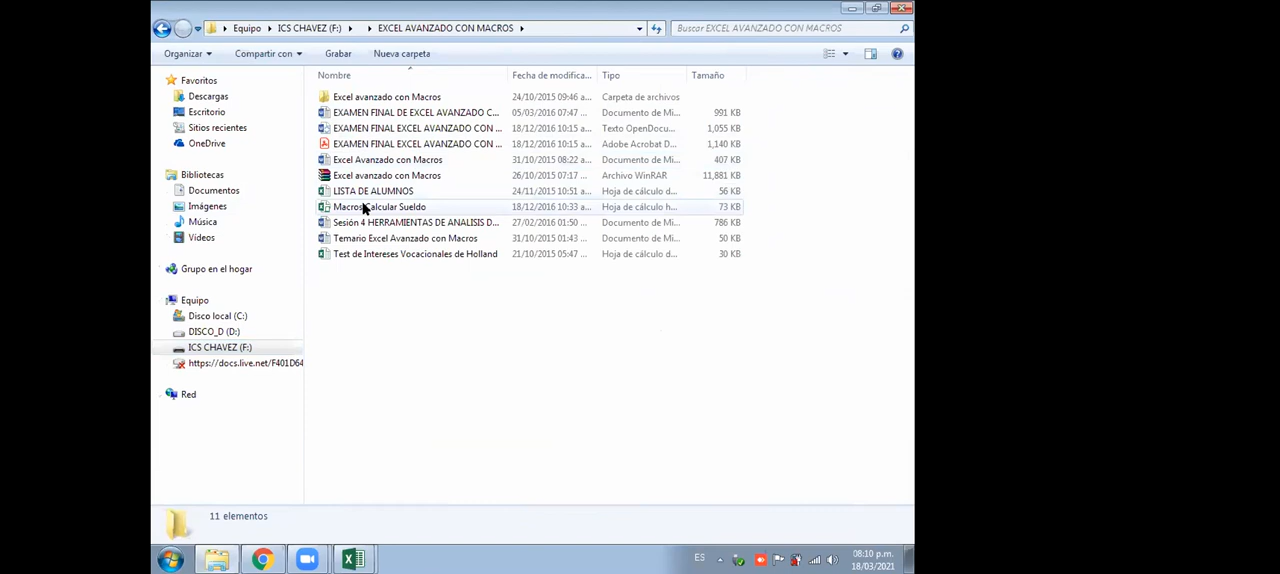 Equipo ▸ ICS CHAVEZ (F:) ▸ ▸ EXCEL AVANZADO CON MACROS ▸
Buscar EXCEL AVANZADO CON MACROS
Organizar Compartir con Grabar Nueva carpeta
Nombre Fecha de modifica... Tipo Tamaño
Favoritos
Descargas
Escritorio
Sitios recientes
OneDrive
Bibliotecas
Documentos
Imágenes
Música
Vídeos
Grupo en el hogar
Equipo
Disco local (C:)
DISCO_D (D:)
ICS CHAVEZ (F:)
https://docs.live.net/F401D64
Red
Excel avanzado con Macros 24/10/2015 09:46 a... Carpeta de archivos
EXAMEN FINAL DE EXCEL AVANZADO C... 05/03/2016 07:47 ... Documento de Mi... 991 KB
EXAMEN FINAL EXCEL AVANZADO CON ... 18/12/2016 10:15 a... Texto OpenDocu... 1,055 KB
EXAMEN FINAL EXCEL AVANZADO CON ... 18/12/2016 10:15 a... Adobe Acrobat D... 1,140 KB
Excel Avanzado con Macros 31/10/2015 08:22 a... Documento de Mi... 407 KB
Excel avanzado con Macros 26/10/2015 07:17 ... Archivo WinRAR 11,881 KB
LISTA DE ALUMNOS 24/11/2015 10:51 a... Hoja de cálculo d... 56 KB
Macros Calcular Sueldo 18/12/2016 10:33 a... Hoja de cálculo h... 73 KB
Sesión 4 HERRAMIENTAS DE ANALISIS D... 27/02/2016 01:50 ... Documento de Mi... 786 KB
Temario Excel Avanzado con Macros 31/10/2015 01:43 ... Documento de Mi... 50 KB
Test de Intereses Vocacionales de Holland 21/10/2015 05:47 ... Hoja de cálculo d... 30 KB
11 elementos
ES
08:10 p.m.
18/03/2021